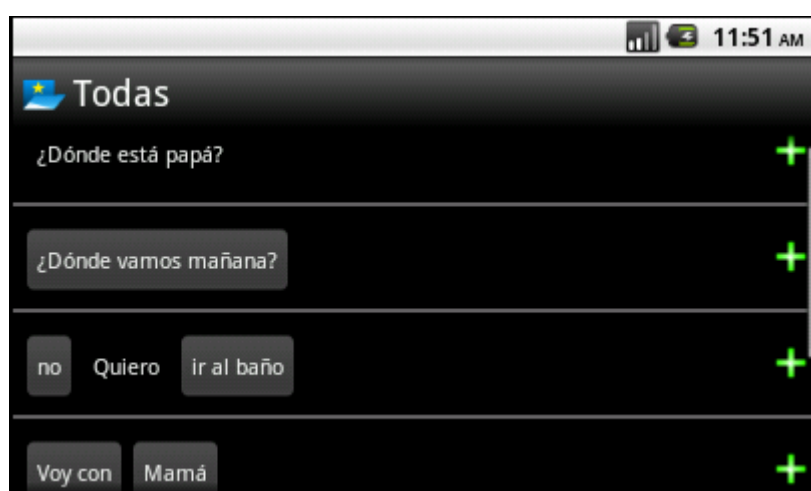 11:51 AM
Todas
¿Dónde está papá?
¿Dónde vamos mañana?
no Quiero ir al baño
Voy con Mamá